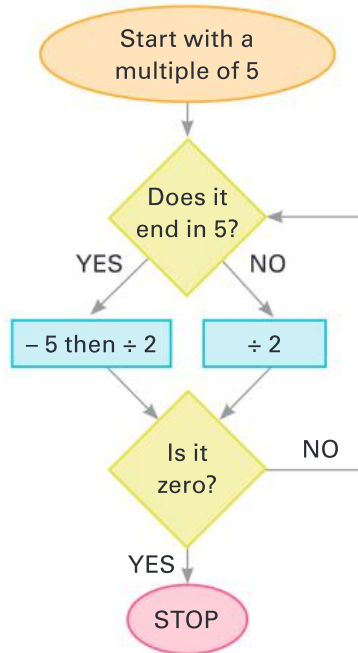 Start with a
multiple of 5
Does it
end in 5?
YES
NO
– 5 then ÷ 2
÷ 2
Is it
zero?
NO
YES
STOP